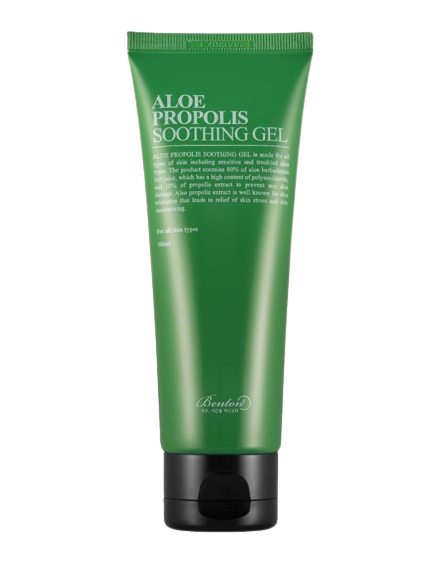 ALOE
PROPOLIS
SOOTHING GEL
ALOE PROPOLIS SOOTHING GEL is made for all
types of skin including sensitive and troubled skin
types. The product contains 80% of aloe barbadensis
leaf juice, which has a high content of polysaccharide,
and 10% of propolis extract to prevent any skin
damage. Also propolis extract is well known for skin
substance that leads to relief of skin stress and skin
moisturizing.
For all skin types
100ml
Benton